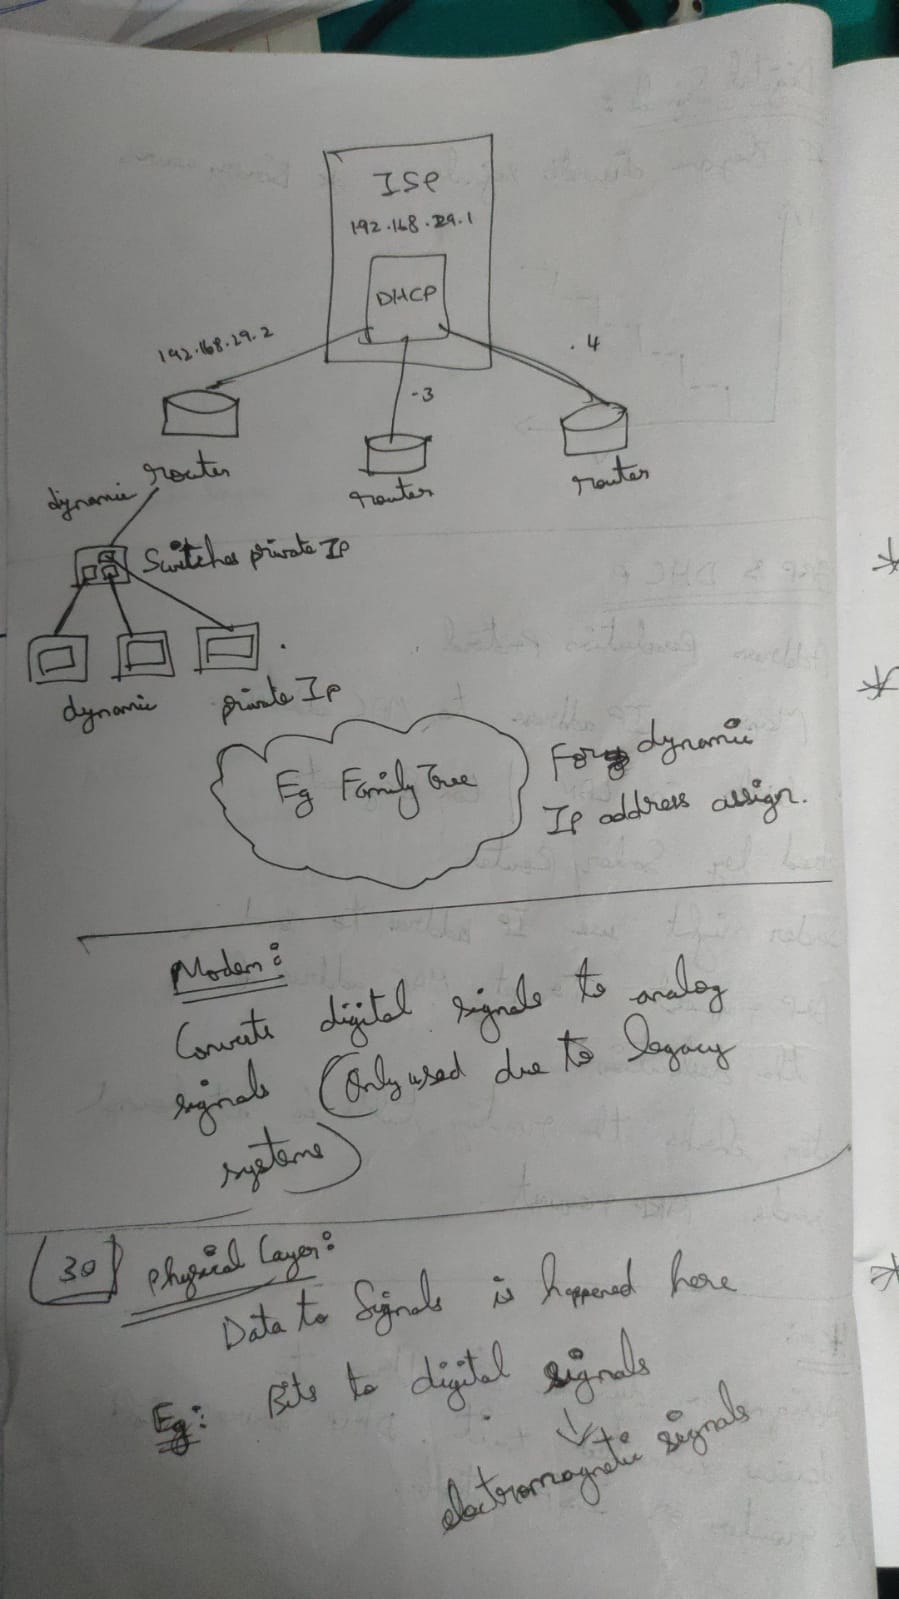 ISP
192.168.29.1
DHCP
192.168.29.2
.3
.4
router
router
router
dynamic
Switches private IP
dynamic
private Ip
Eg Family Tree
For dynamic
IP address assign.
Modem:
Converts digital signals to analog
signals (Only used due to legacy
systems)
30
Physical Layer:
Data to Signals is happened here
Eg: Bits to digital signals
to
electromagnetic signals